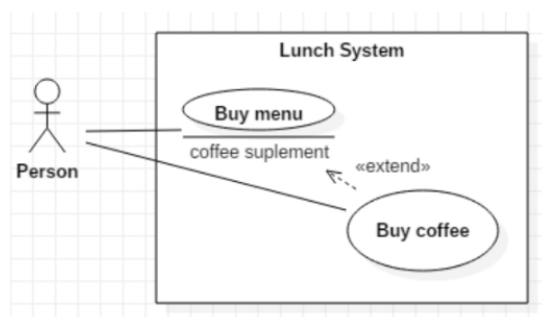 Lunch System
Buy menu
coffee suplement
«extend»
Person
Buy coffee